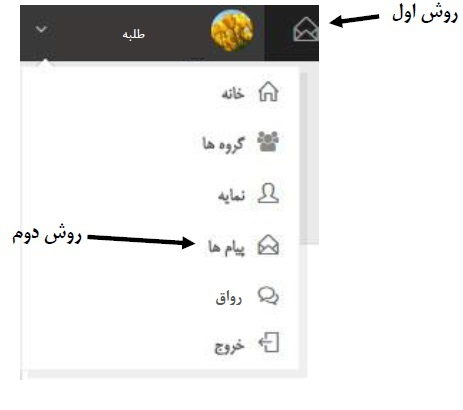 روش اول
طلبه
خانه
گروه ها
نمایه
پیام ها
روش دوم
رواق
خروج